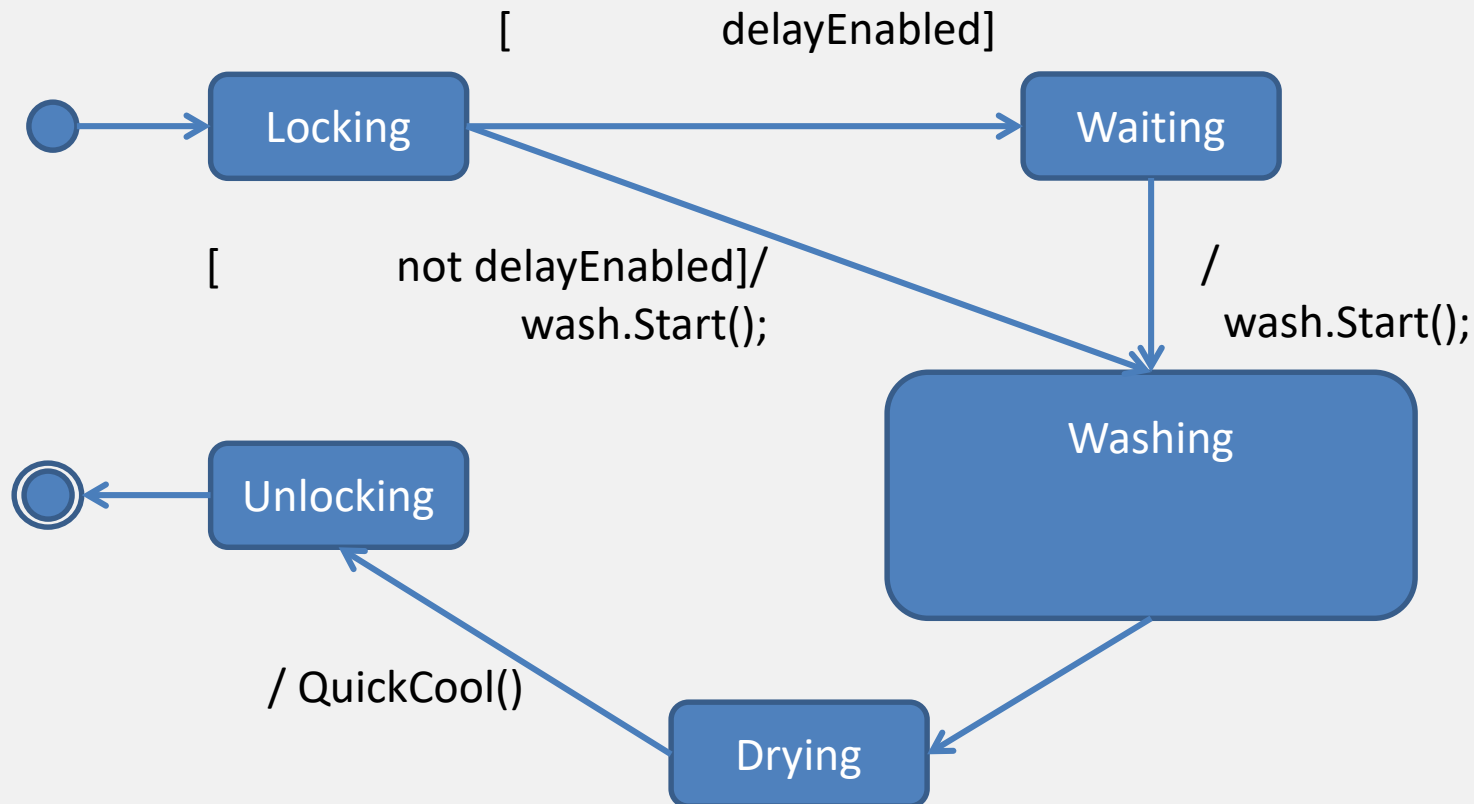 [ delayEnabled]
Locking
Waiting
[ not delayEnabled]/
wash.Start();
/
wash.Start();
Washing
Unlocking
/ QuickCool()
Drying